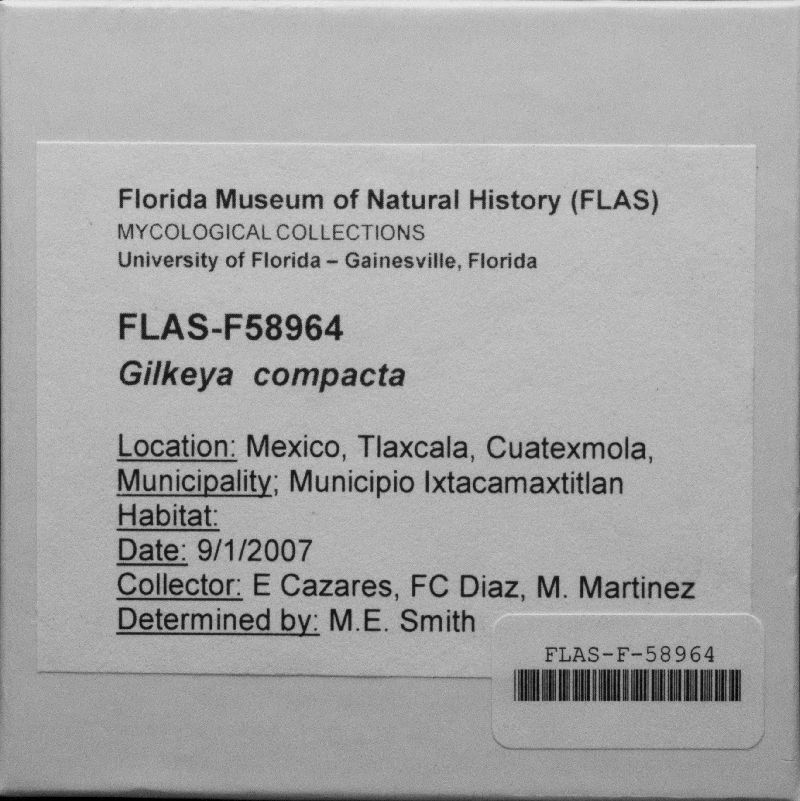 Florida Museum of Natural History (FLAS)
MYCOLOGICAL COLLECTIONS
University of Florida – Gainesville, Florida
FLAS-F58964
Gilkeya compacta
Location: Mexico, Tlaxcala, Cuatexmola,
Municipality; Municipio Ixtacamaxtitlan
Habitat:
Date: 9/1/2007
Collector: E Cazares, FC Diaz, M. Martinez
Determined by: M.E. Smith
FLAS-F-58964